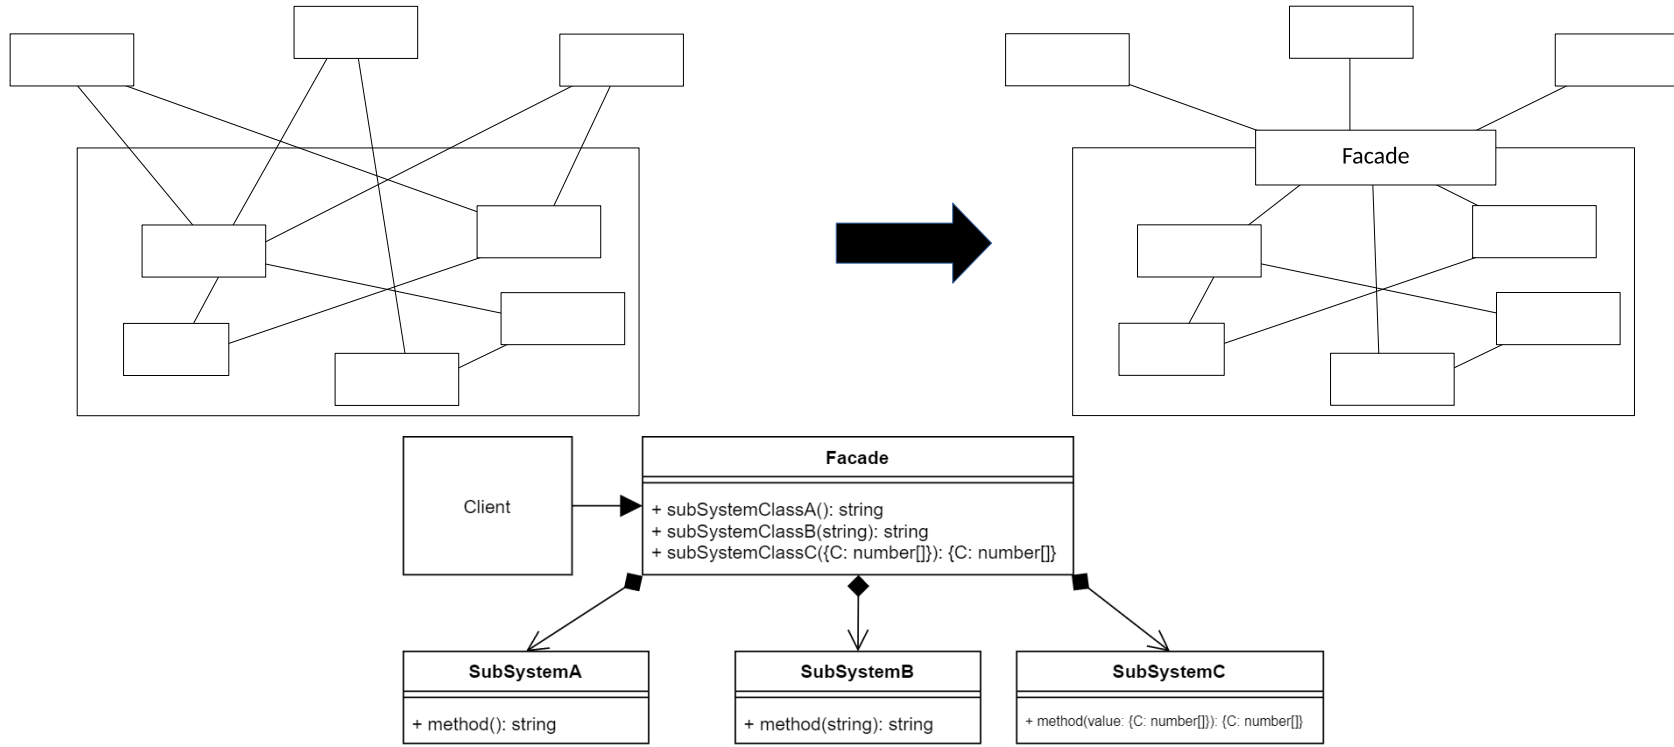 Facade
Facade
Client
+ subSystemClassA(): string
+ subSystemClassB(string): string
+ subSystemClassC({C: number[]}): {C: number[]}
SubSystemA
+ method(): string
SubSystemB
+ method(string): string
SubSystemC
+ method(value: {C: number[]}): {C: number[]}